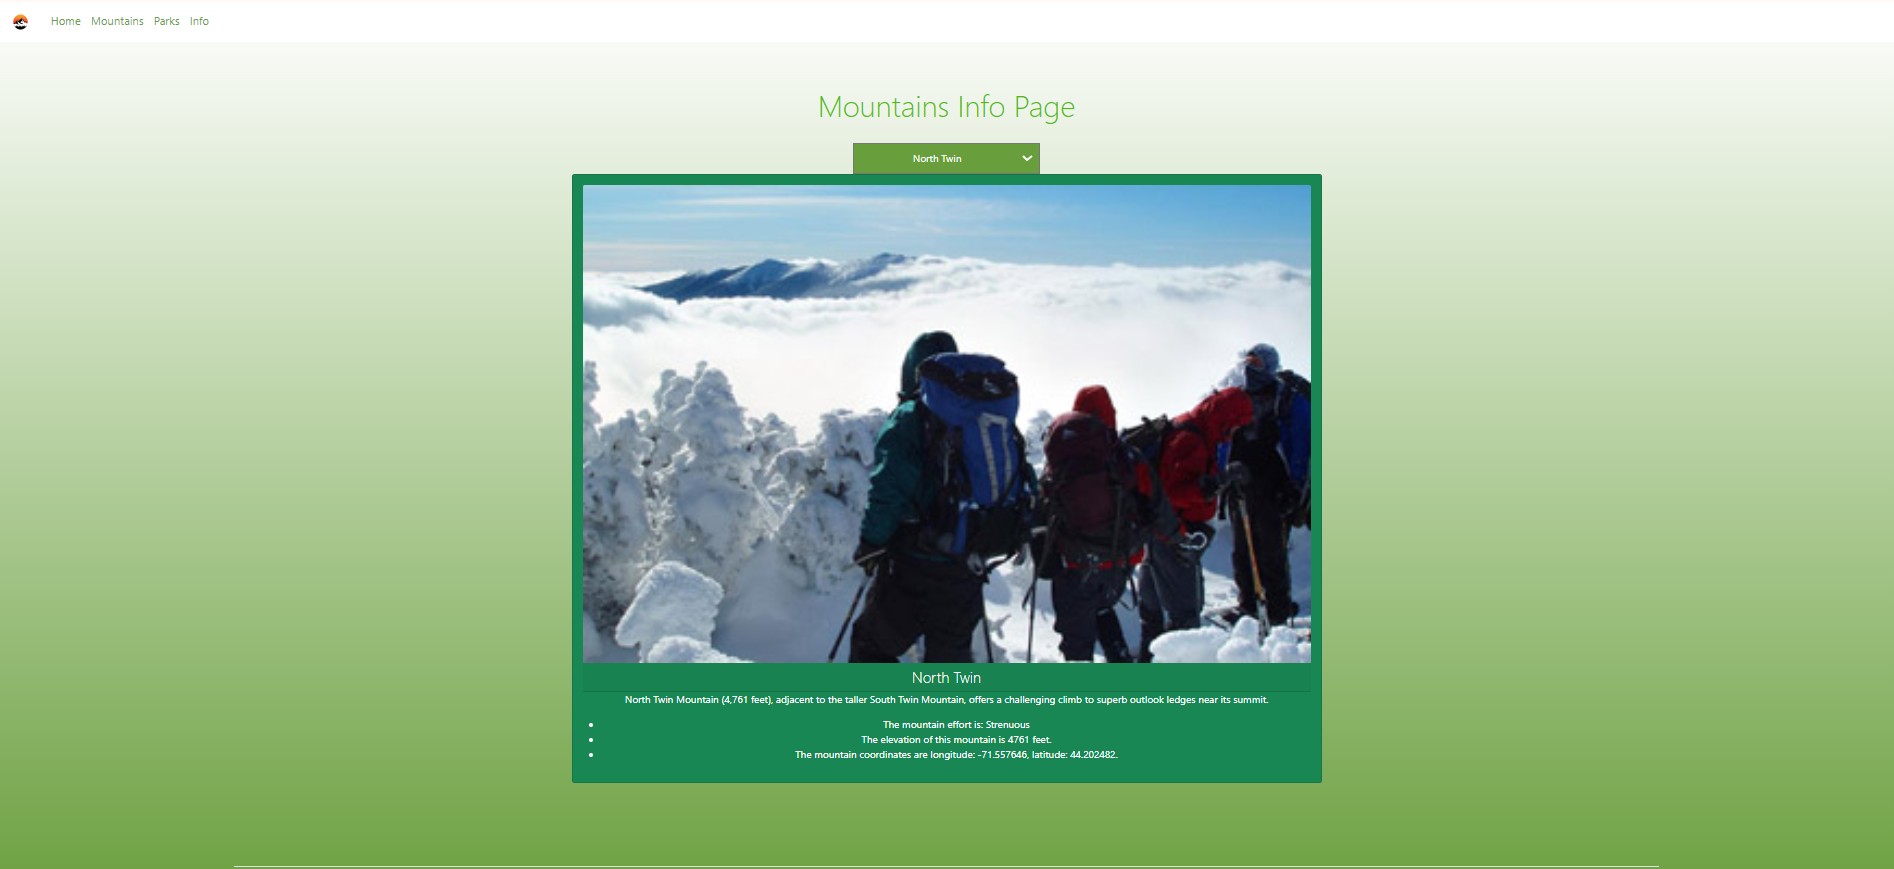 Home Mountains Parks Info
Mountains Info Page
North Twin
North Twin
North Twin Mountain (4,761 feet), adjacent to the taller South Twin Mountain, offers a challenging climb to superb outlook ledges near its summit.
The mountain effort is: Strenuous
The elevation of this mountain is 4761 feet.
The mountain coordinates are longitude: -71.557646, latitude: 44.202482.